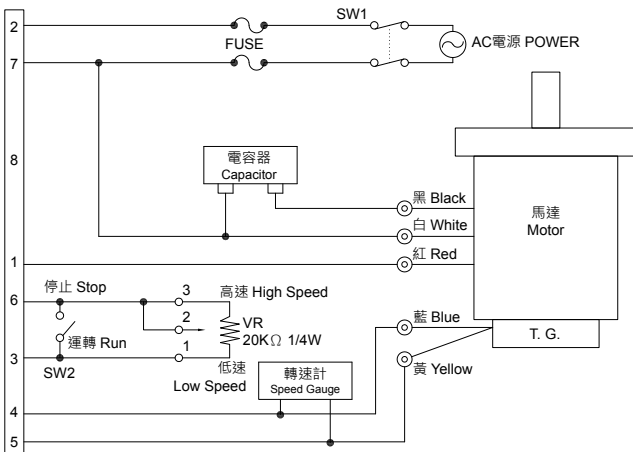 2
SW1
FUSE
AC電源 POWER
7
8
電容器
Capacitor
黑 Black
白 White
馬達
Motor
1
紅 Red
停止 Stop
3
高速 High Speed
6
2
VR
20KΩ 1/4W
運轉 Run
1
3
SW2
低速
Low Speed
藍 Blue
T. G.
黃 Yellow
轉速計
Speed Gauge
4
5